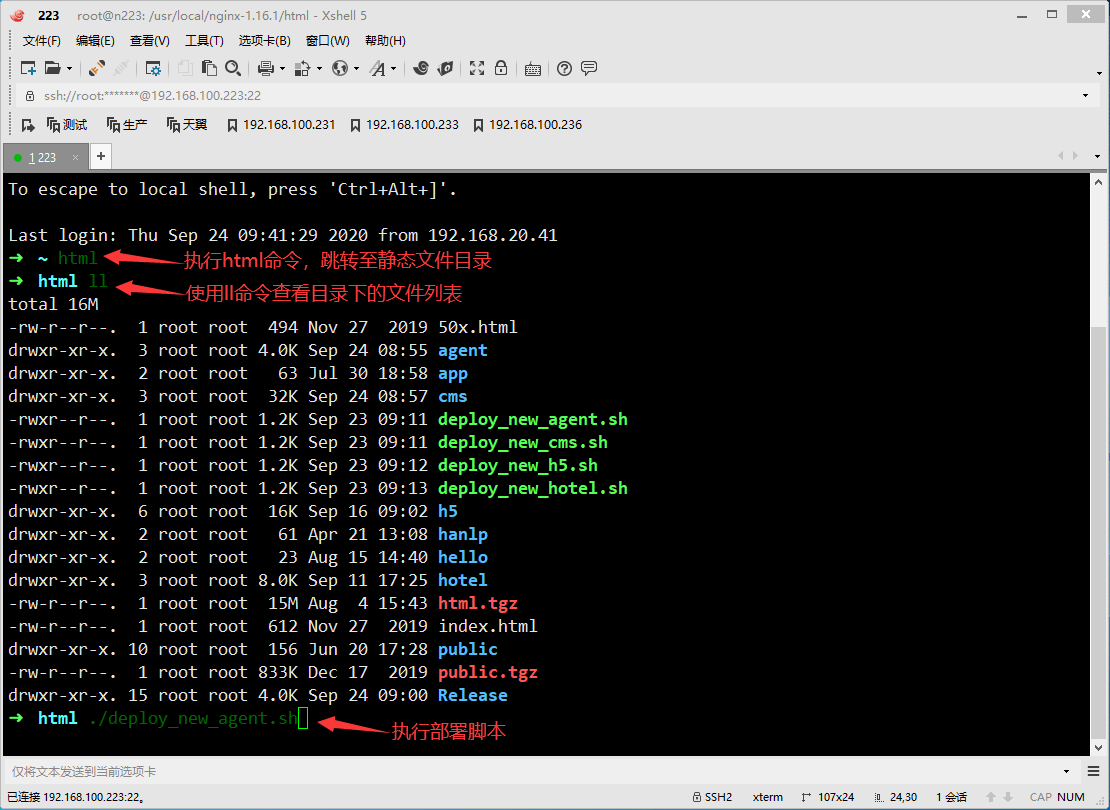 223 root@n223: /usr/local/nginx-1.16.1/html - Xshell 5
文件(F) 编辑(E) 查看(V) 工具(T) 选项卡(B) 窗口(W) 帮助(H)
ssh://root:*******@192.168.100.223:22
测试 生产 天翼 192.168.100.231 192.168.100.233 192.168.100.236
1 223 × +
To escape to local shell, press 'Ctrl+Alt+]'.
Last login: Thu Sep 24 09:41:29 2020 from 192.168.20.41
➜ ~ html 执行html命令，跳转至静态文件目录
➜ html ll 使用ll命令查看目录下的文件列表
total 16M
-rw-r--r--. 1 root root 494 Nov 27 2019 50x.html
drwxr-xr-x. 3 root root 4.0K Sep 24 08:55 agent
drwxr-xr-x. 2 root root 63 Jul 30 18:58 app
drwxr-xr-x. 3 root root 32K Sep 24 08:57 cms
-rwxr--r--. 1 root root 1.2K Sep 23 09:11 deploy_new_agent.sh
-rwxr--r--. 1 root root 1.2K Sep 23 09:11 deploy_new_cms.sh
-rwxr--r--. 1 root root 1.2K Sep 23 09:12 deploy_new_h5.sh
-rwxr--r--. 1 root root 1.2K Sep 23 09:13 deploy_new_hotel.sh
drwxr-xr-x. 6 root root 16K Sep 16 09:02 h5
drwxr-xr-x. 2 root root 61 Apr 21 13:08 hanlp
drwxr-xr-x. 2 root root 23 Aug 15 14:40 hello
drwxr-xr-x. 3 root root 8.0K Sep 11 17:25 hotel
-rw-r--r--. 1 root root 15M Aug 4 15:43 html.tgz
-rw-r--r--. 1 root root 612 Nov 27 2019 index.html
drwxr-xr-x. 10 root root 156 Jun 20 17:28 public
-rw-r--r--. 1 root root 833K Dec 17 2019 public.tgz
drwxr-xr-x. 15 root root 4.0K Sep 24 09:00 Release
➜ html ./deploy_new_agent.sh 执行部署脚本
仅将文本发送到当前选项卡
已连接 192.168.100.223:22。 SSH2 xterm 107x24 24,30 1 会话 CAP NUM